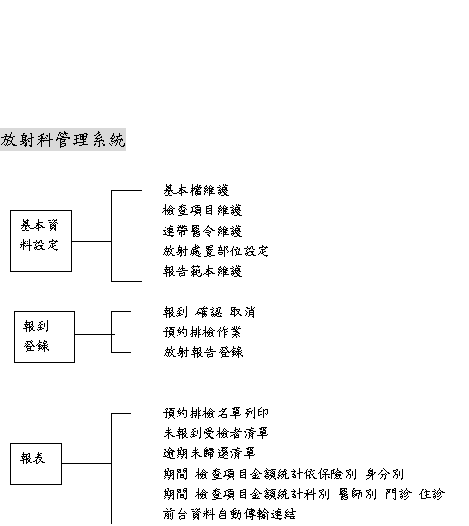 放射科管理系統
基本資
料設定
基本檔維護
檢查項目維護
連帶醫令維護
放射處置部位設定
報告範本維護
報到
登錄
報到 確認 取消
預約排檢作業
放射報告登錄
報表
預約排檢名單列印
未報到受檢者清單
逾期未歸還清單
期間 檢查項目金額統計依保險別 身分別
期間 檢查項目金額統計科別 醫師別 門診 住診
前台資料自動傳輸連結